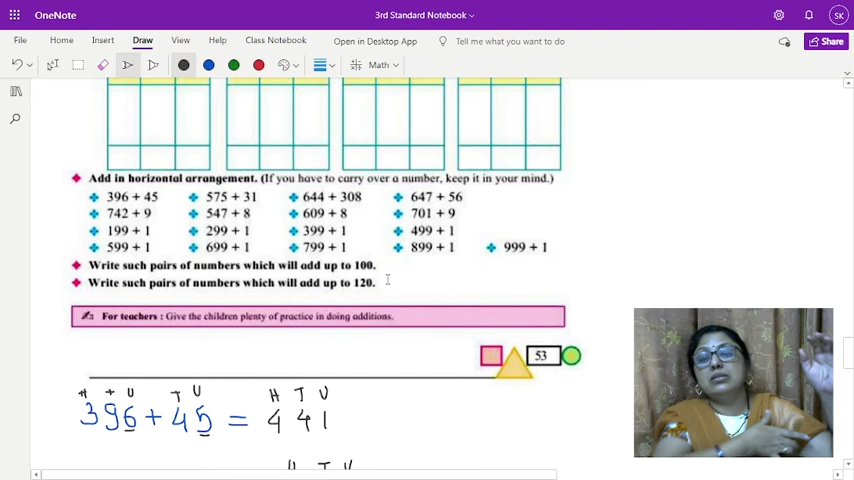 OneNote
3rd Standard Notebook
SK
File Home Insert Draw View Help Class Notebook Open in Desktop App Tell me what you want to do Share
Math
Add in horizontal arrangement. (If you have to carry over a number, keep it in your mind.)
396 + 45 575 + 31 644 + 308 647 + 56
742 + 9 547 + 8 609 + 8 701 + 9
199 + 1 299 + 1 399 + 1 499 + 1
599 + 1 699 + 1 799 + 1 899 + 1 999 + 1
Write such pairs of numbers which will add up to 100.
Write such pairs of numbers which will add up to 120.
For teachers : Give the children plenty of practice in doing additions.
53
H T U T U H T U
396 + 45 = 441
H T U